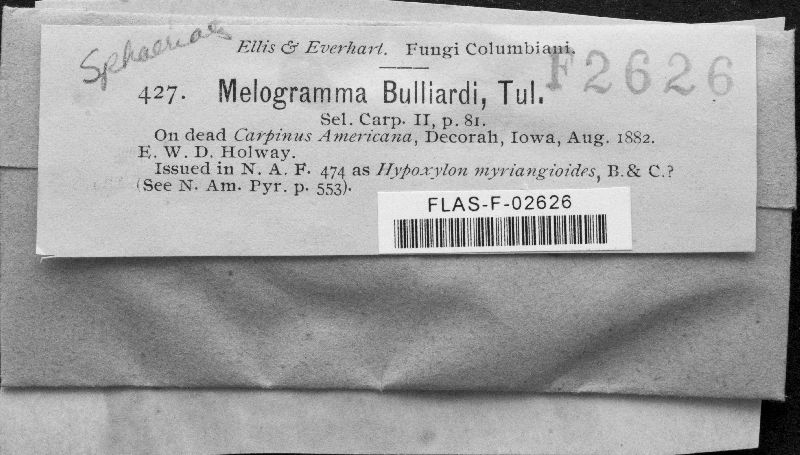 Sphaeriales
Ellis & Everhart. Fungi Columbiani.
F2626
427. Melogramma Bulliardi, Tul.
Sel. Carp. II, p. 81.
On dead Carpinus Americana, Decorah, Iowa, Aug. 1882.
E. W. D. Holway.
Issued in N. A. F. 474 as Hypoxylon myriangioides, B. & C.?
(See N. Am. Pyr. p. 553).
FLAS-F-02626